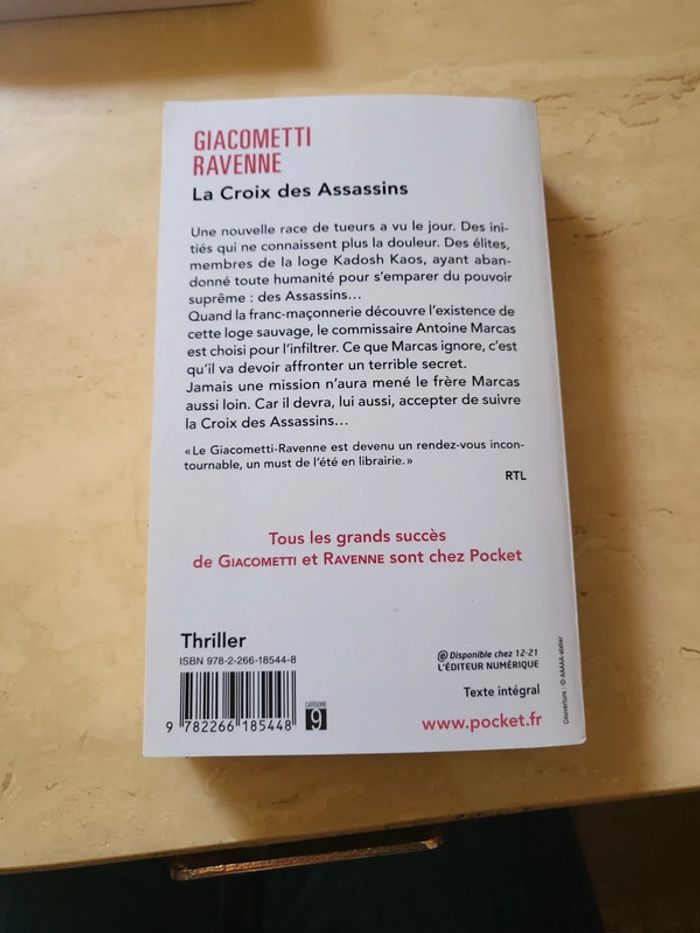 GIACOMETTI
RAVENNE
La Croix des Assassins
Une nouvelle race de tueurs a vu le jour. Des ini-
tiés qui ne connaissent plus la douleur. Des élites,
membres de la loge Kadosh Kaos, ayant aban-
donné toute humanité pour s'emparer du pouvoir
suprême : des Assassins...
Quand la franc-maçonnerie découvre l'existence de
cette loge sauvage, le commissaire Antoine Marcas
est choisi pour l'infiltrer. Ce que Marcas ignore, c'est
qu'il va devoir affronter un terrible secret.
Jamais une mission n'aura mené le frère Marcas
aussi loin. Car il devra, lui aussi, accepter de suivre
la Croix des Assassins...
« Le Giacometti-Ravenne est devenu un rendez-vous incon-
tournable, un must de l'été en librairie. »
RTL
Tous les grands succès
de GIACOMETTI et RAVENNE sont chez Pocket
Thriller
ISBN 978-2-266-18544-8
9 782266 185448
CATÉGORIE
9
@ Disponible chez 12-21
L'ÉDITEUR NUMÉRIQUE
Texte intégral
www.pocket.fr
Couverture : © AAAAA-atelier